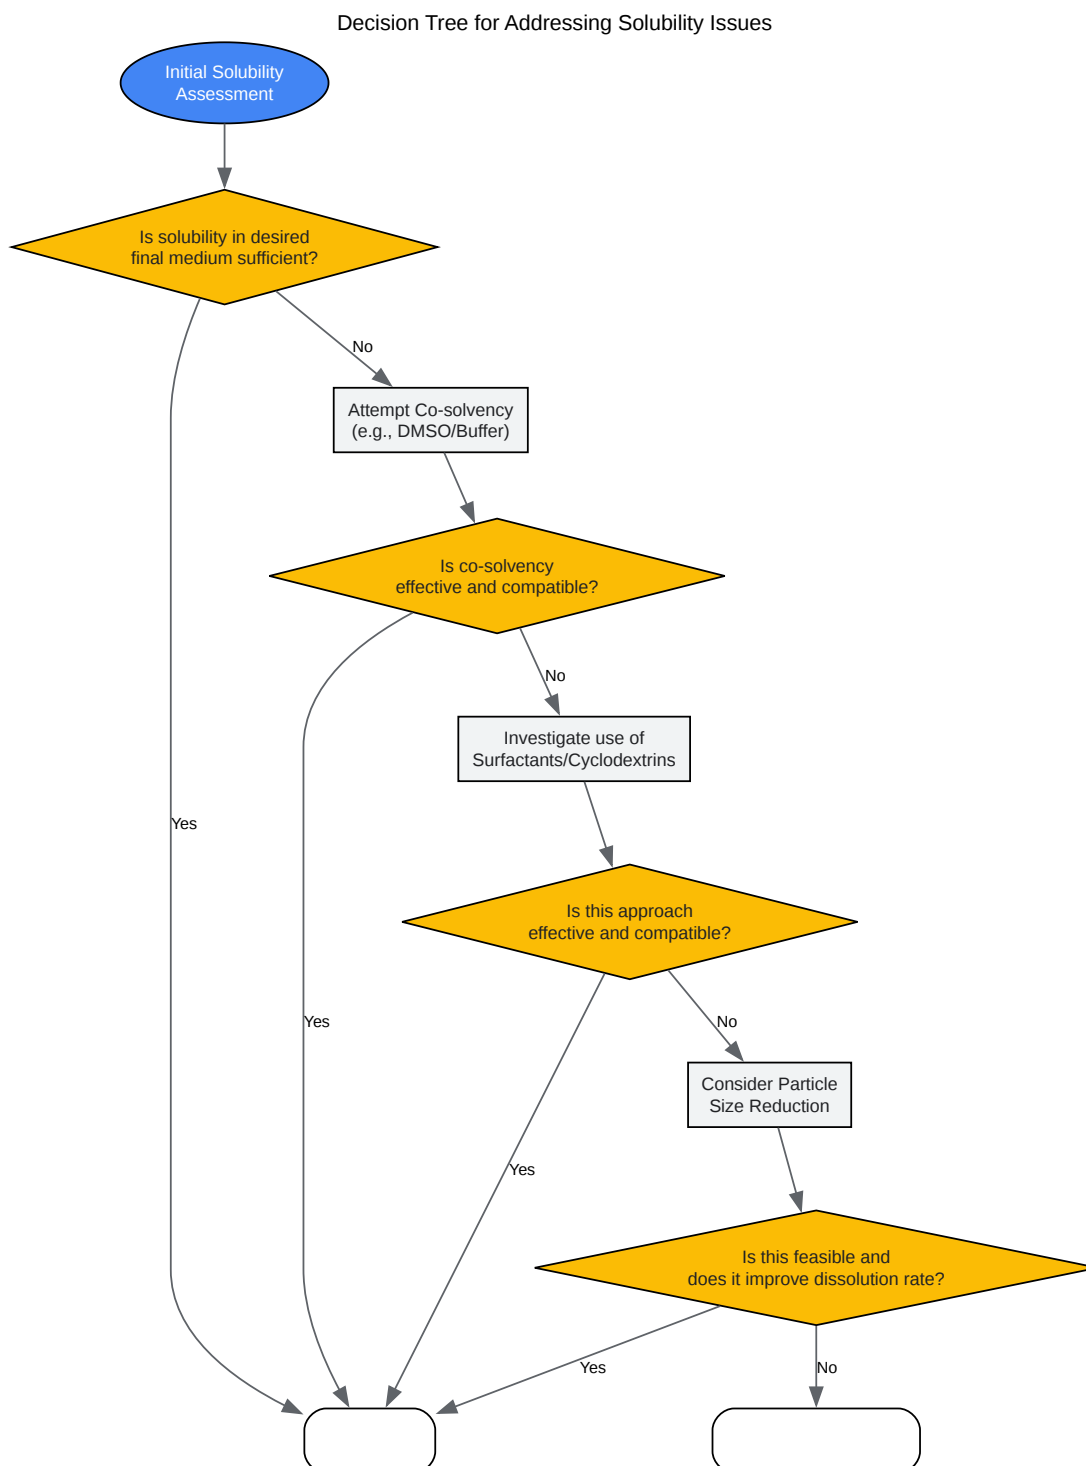 Decision Tree for Addressing Solubility Issues
Initial Solubility
Assessment
Is solubility in desired
final medium sufficient?
No
Attempt Co-solvency
(e.g., DMSO/Buffer)
Is co-solvency
effective and compatible?
No
Investigate use of
Surfactants/Cyclodextrins
Yes
Is this approach
effective and compatible?
Yes
No
Consider Particle
Size Reduction
Yes
Is this feasible and
does it improve dissolution rate?
Yes
No